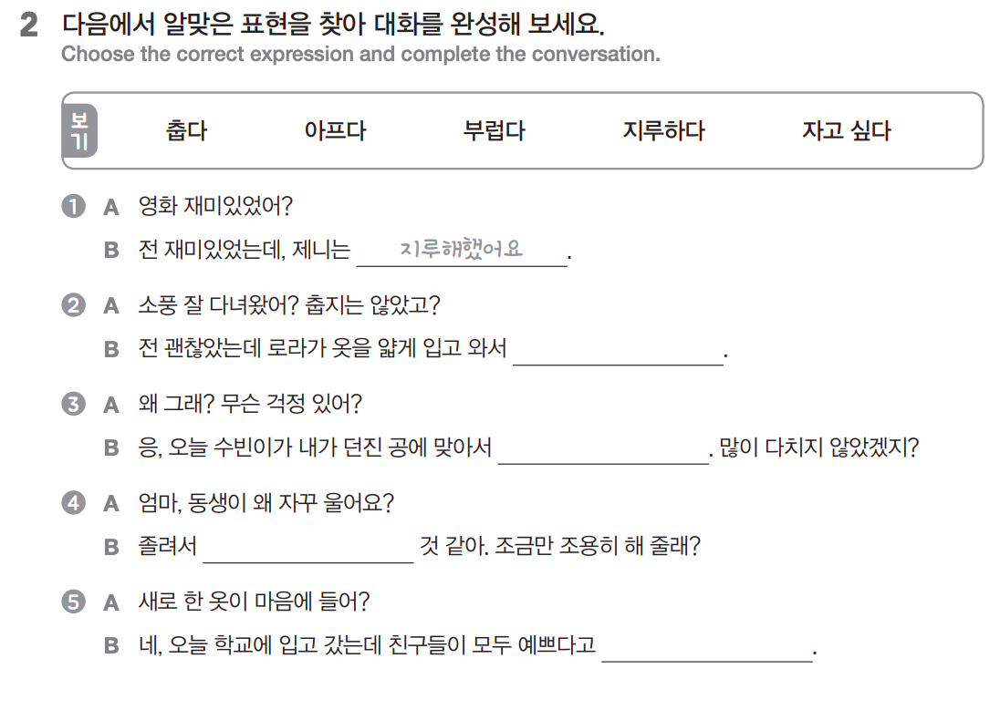 2 다음에서 알맞은 표현을 찾아 대화를 완성해 보세요.
Choose the correct expression and complete the conversation.
보기 춥다 아프다 부럽다 지루하다 자고 싶다
1 A 영화 재미있었어?
B 전 재미있었는데, 제니는 지루해했어요.
2 A 소풍 잘 다녀왔어? 춥지는 않았고?
B 전 괜찮았는데 로라가 옷을 얇게 입고 와서 ____________.
3 A 왜 그래? 무슨 걱정 있어?
B 응, 오늘 수빈이가 내가 던진 공에 맞아서 ____________. 많이 다치지 않았겠지?
4 A 엄마, 동생이 왜 자꾸 울어요?
B 졸려서 ____________ 것 같아. 조금만 조용히 해 줄래?
5 A 새로 한 옷이 마음에 들어?
B 네, 오늘 학교에 입고 갔는데 친구들이 모두 예쁘다고 ____________.